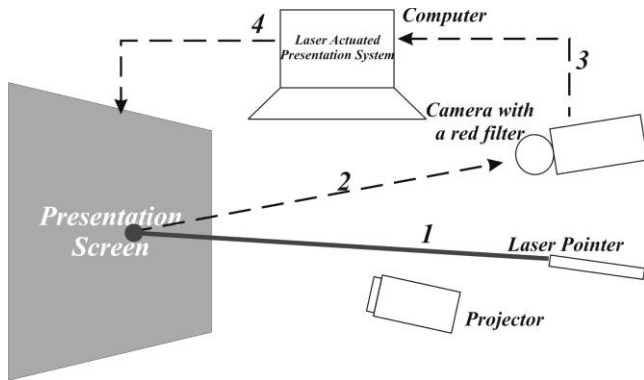 4
Computer
Laser Actuated
Presentation System
3
Camera with
a red filter
2
Presentation
Screen
1
Laser Pointer
Projector